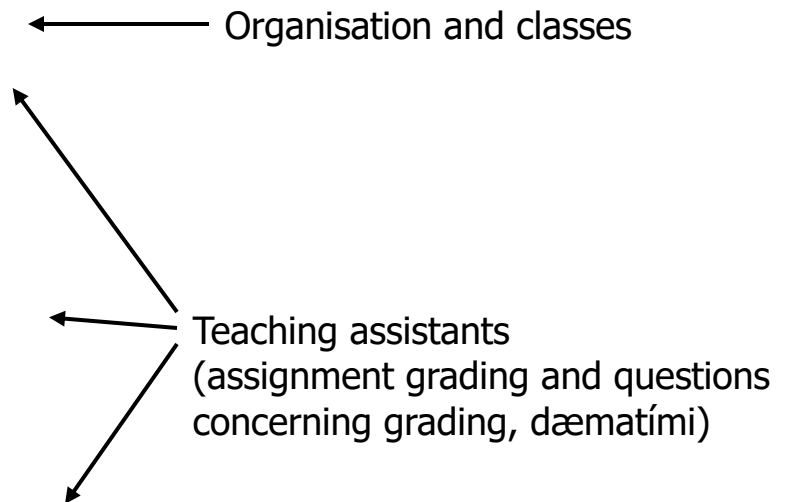 Organisation and classes
Teaching assistants
(assignment grading and questions
concerning grading, dæmatími)